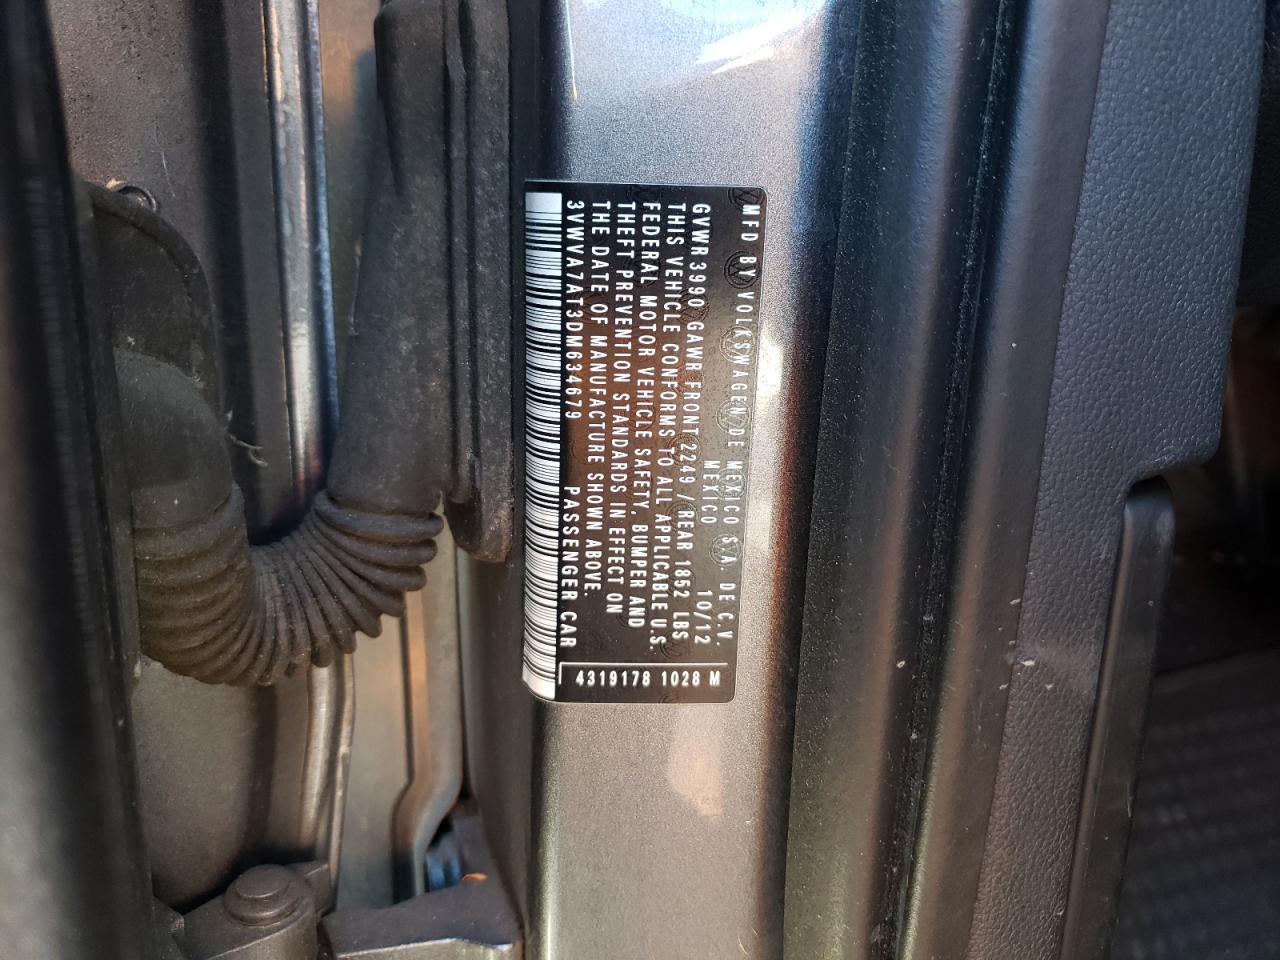 MFD BY VOLKSWAGEN DE MEXICO S.A. DE C.V.
MEXICO 10/12
GVWR 3990 GAWR FRONT 2249 / REAR 1852 LBS
THIS VEHICLE CONFORMS TO ALL APPLICABLE U.S.
FEDERAL MOTOR VEHICLE SAFETY, BUMPER AND
THEFT PREVENTION STANDARDS IN EFFECT ON
THE DATE OF MANUFACTURE SHOWN ABOVE.
3VWVA7AT3DM634679 PASSENGER CAR
4319178 1028 M